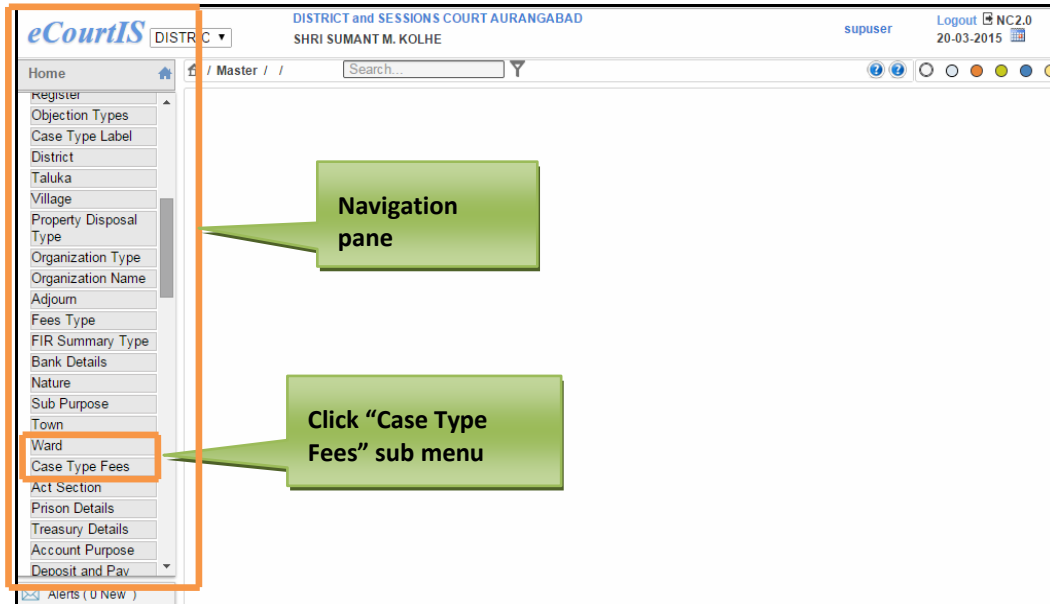 eCourtIS DISTRIC
DISTRICT and SESSIONS COURT AURANGABAD
SHRI SUMANT M. KOLHE
supuser
Logout NC2.0
20-03-2015
Home
/ Master / /
Search...
Register
Objection Types
Case Type Label
District
Taluka
Village
Property Disposal
Type
Organization Type
Organization Name
Adjourn
Fees Type
FIR Summary Type
Bank Details
Nature
Sub Purpose
Town
Ward
Case Type Fees
Act Section
Prison Details
Treasury Details
Account Purpose
Deposit and Pay
Alerts ( 0 New )
Navigation
pane
Click “Case Type
Fees” sub menu